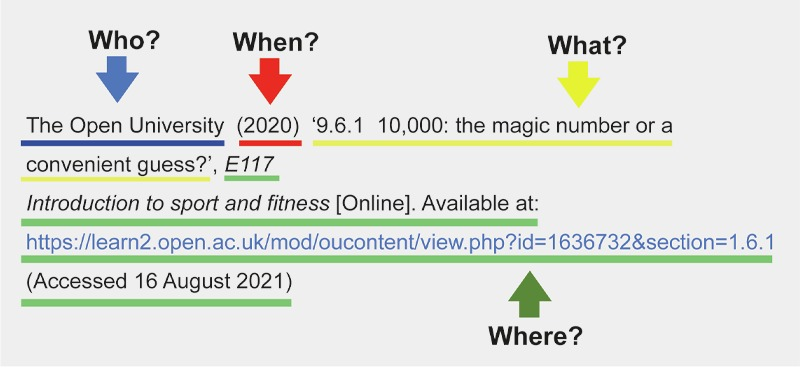 Who? When? What?
The Open University (2020) ‘9.6.1 10,000: the magic number or a
convenient guess?’, E117
Introduction to sport and fitness [Online]. Available at:
https://learn2.open.ac.uk/mod/oucontent/view.php?id=1636732&section=1.6.1
(Accessed 16 August 2021)
Where?